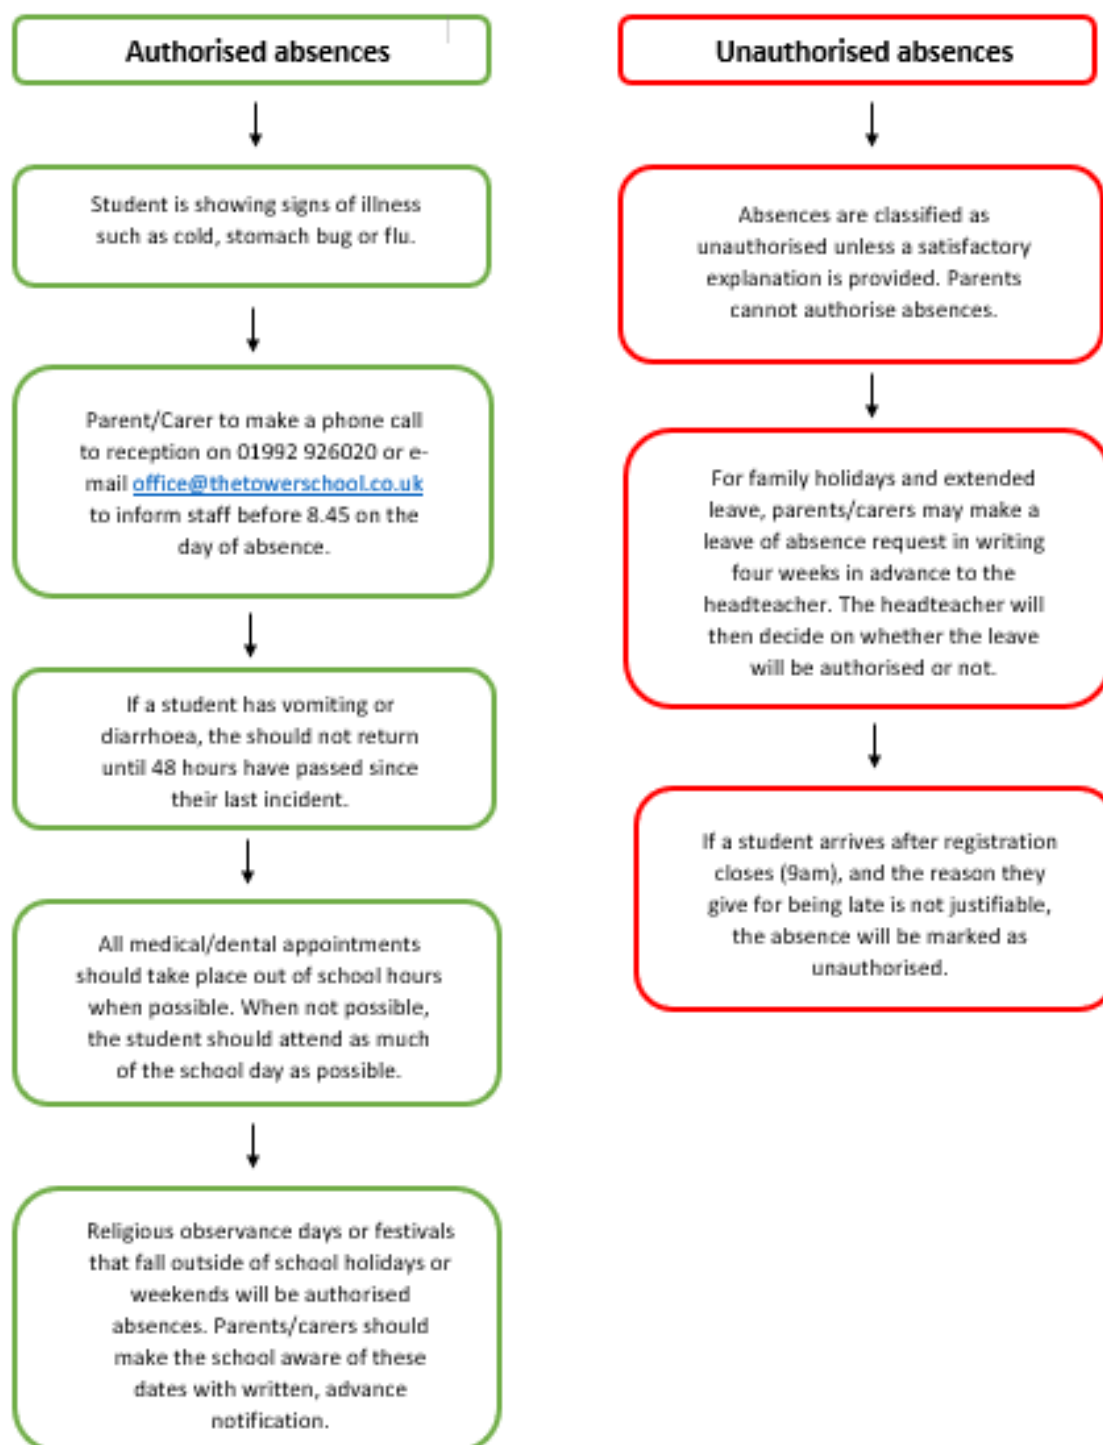 Authorised absences
Student is showing signs of illness
such as cold, stomach bug or flu.
Parent/Carer to make a phone call
to reception on 01992 926020 or e-
mail office@thetowerschool.co.uk
to inform staff before 8.45 on the
day of absence.
If a student has vomiting or
diarrhoea, the should not return
until 48 hours have passed since
their last incident.
All medical/dental appointments
should take place out of school hours
when possible. When not possible,
the student should attend as much
of the school day as possible.
Religious observance days or festivals
that fall outside of school holidays or
weekends will be authorised
absences. Parents/carers should
make the school aware of these
dates with written, advance
notification.
Unauthorised absences
Absences are classified as
unauthorised unless a satisfactory
explanation is provided. Parents
cannot authorise absences.
For family holidays and extended
leave, parents/carers may make a
leave of absence request in writing
four weeks in advance to the
headteacher. The headteacher will
then decide on whether the leave
will be authorised or not.
If a student arrives after registration
closes (9am), and the reason they
give for being late is not justifiable,
the absence will be marked as
unauthorised.